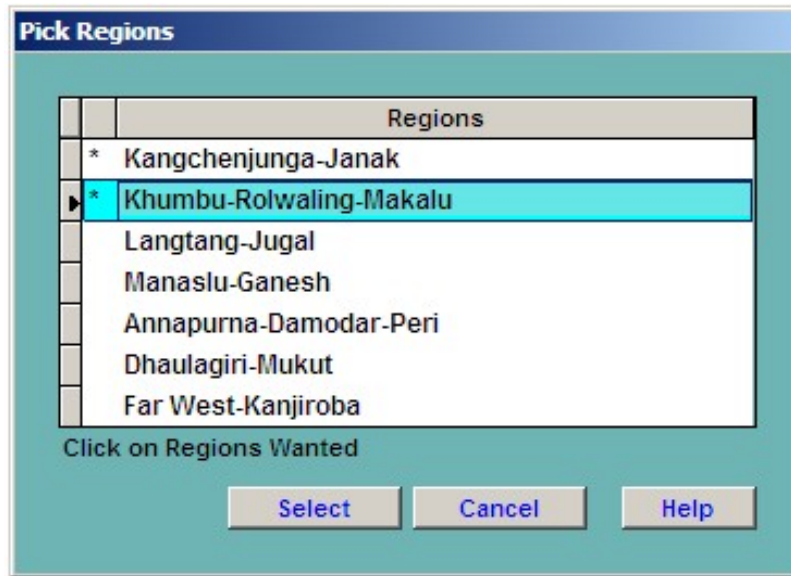 Pick Regions
Regions
* Kangchenjunga-Janak
* Khumbu-Rolwaling-Makalu
Langtang-Jugal
Manaslu-Ganesh
Annapurna-Damodar-Peri
Dhaulagiri-Mukut
Far West-Kanjiroba
Click on Regions Wanted
Select Cancel Help